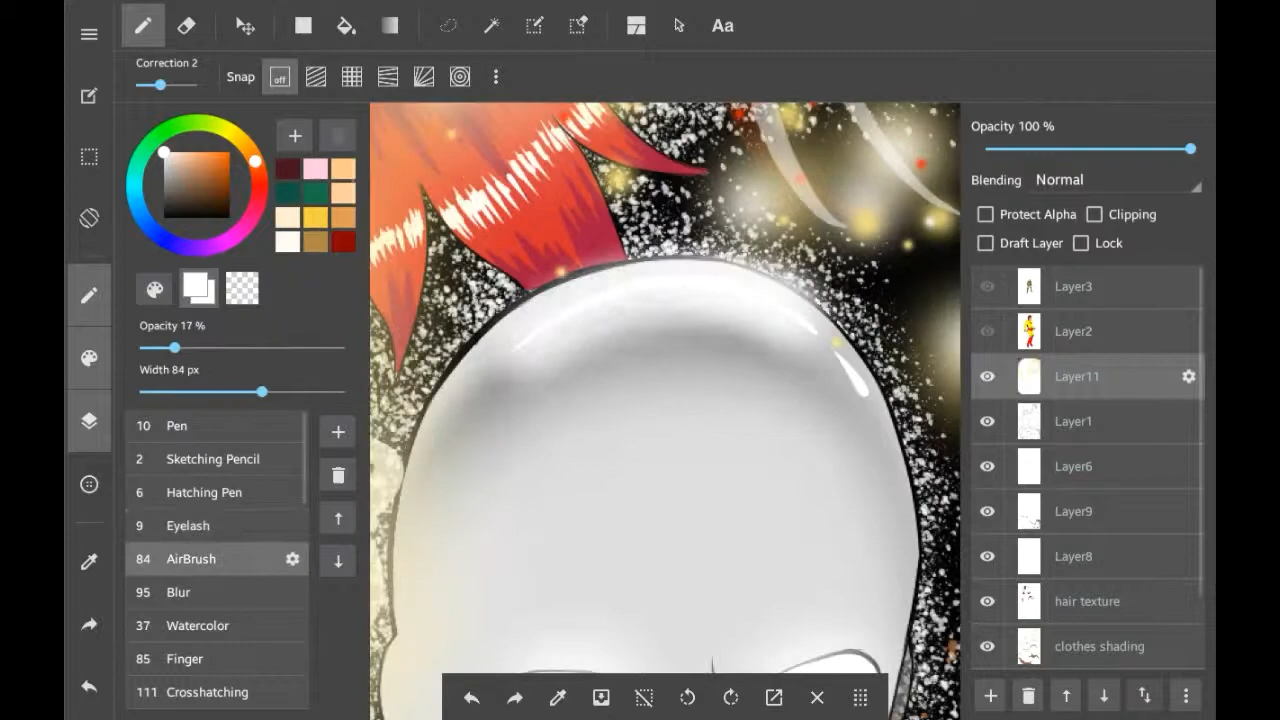 Aa
Correction 2
Snap
off
Opacity 17 %
Width 84 px
10 Pen
2 Sketching Pencil
6 Hatching Pen
9 Eyelash
84 AirBrush
95 Blur
37 Watercolor
85 Finger
111 Crosshatching
Opacity 100 %
Blending Normal
Protect Alpha Clipping
Draft Layer Lock
Layer3
Layer2
Layer11
Layer1
Layer6
Layer9
Layer8
hair texture
clothes shading